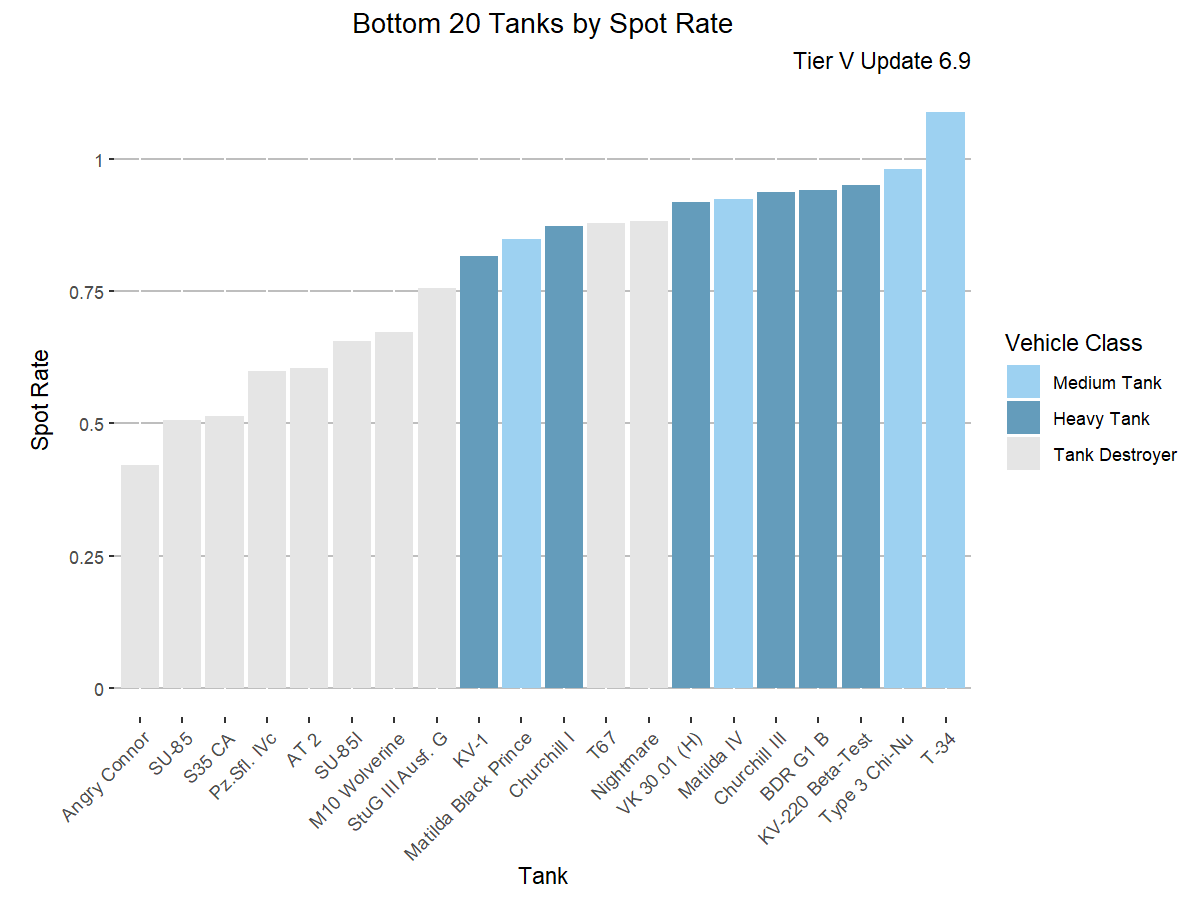 Bottom 20 Tanks by Spot Rate
Tier V Update 6.9
1
0.75
0.5
0.25
0
Spot Rate
Angry Connor
SU-85
S35 CA
Pz.Sfl. IVc
AT 2
SU-85I
M10 Wolverine
StuG III Ausf. G
KV-1
Matilda Black Prince
Churchill I
T67
Nightmare
VK 30.01 (H)
Matilda IV
Churchill III
BDR G1 B
KV-220 Beta-Test
Type 3 Chi-Nu
T-34
Tank
Vehicle Class
Medium Tank
Heavy Tank
Tank Destroyer